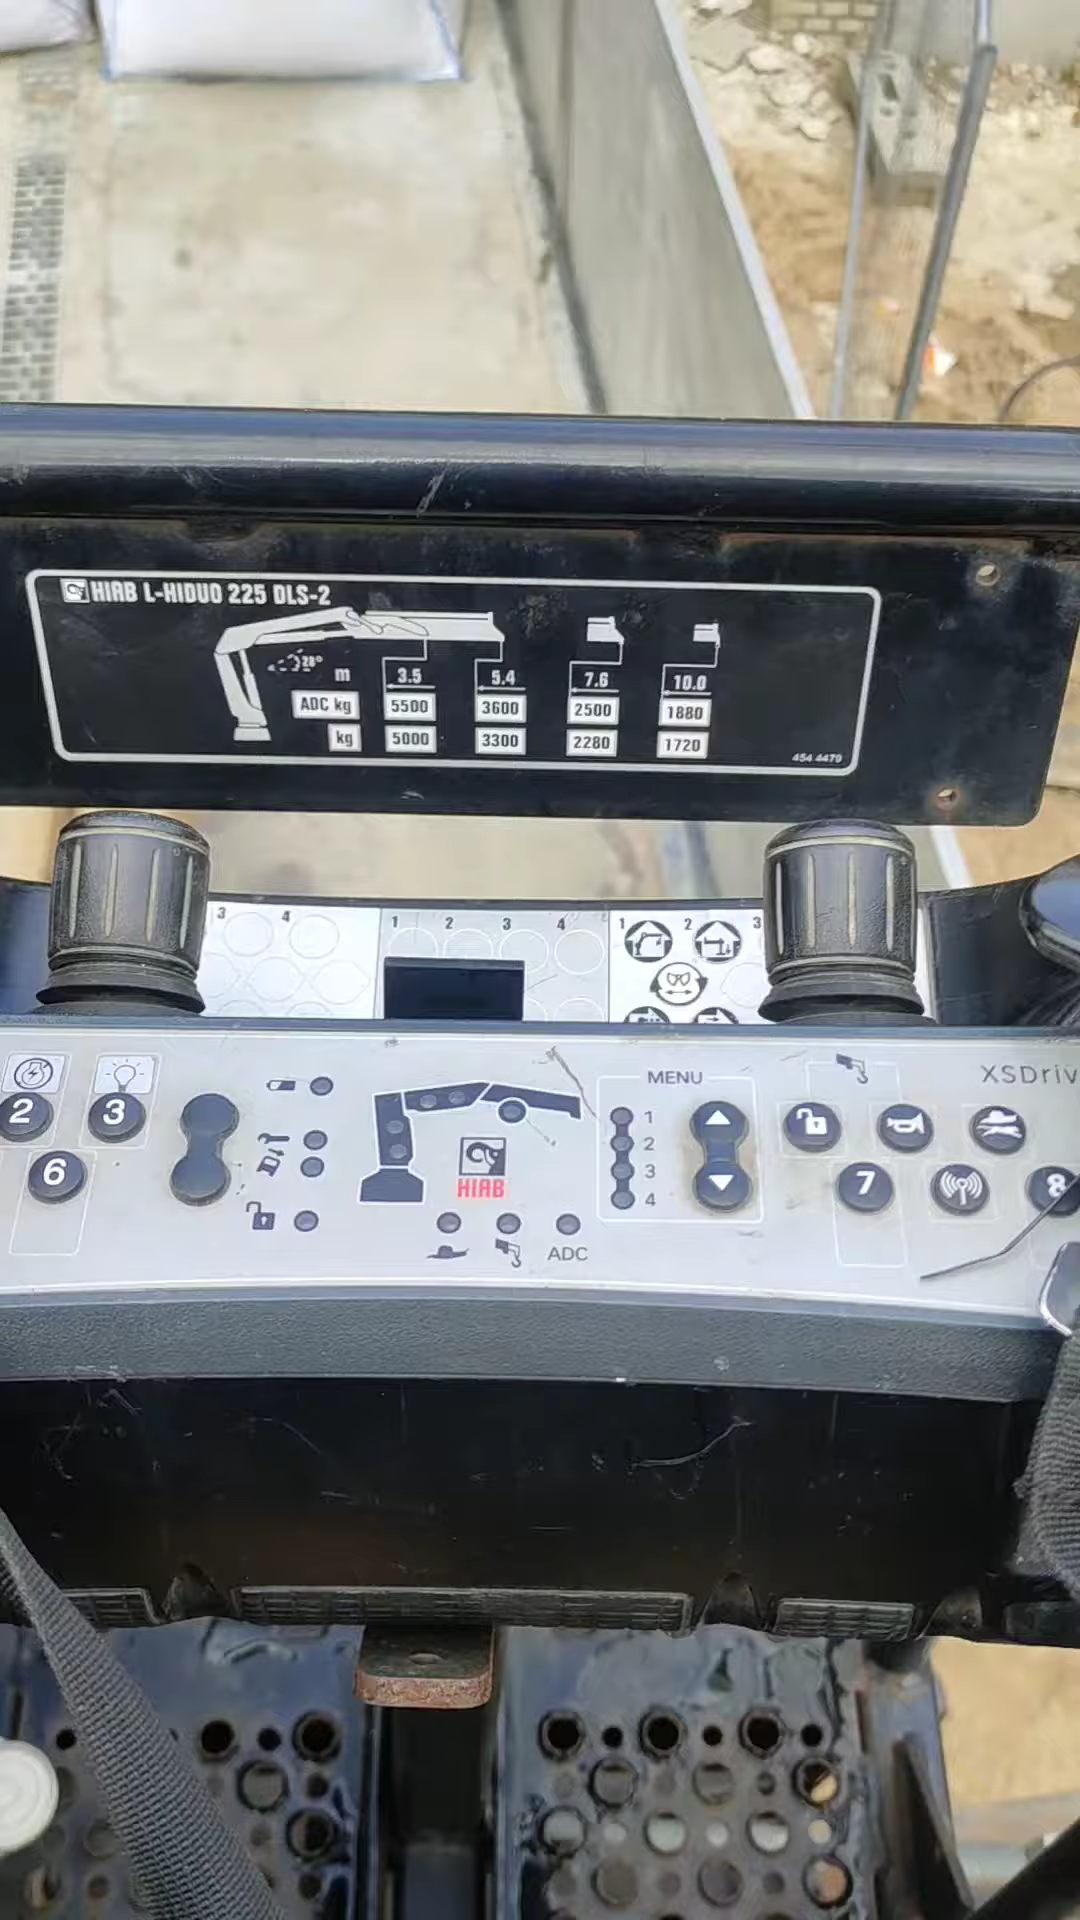 HIAB L-HIDUO 225 DLS-2
28°
m 3.5 5.4 7.6 10.0
ADC kg 5500 3600 2500 1880
kg 5000 3300 2280 1720
454 4479
3 4 1 2 3 4 1 2 3
MENU
XSDriv
2 3
1
2
3
4
6
HIAB
7 8
ADC